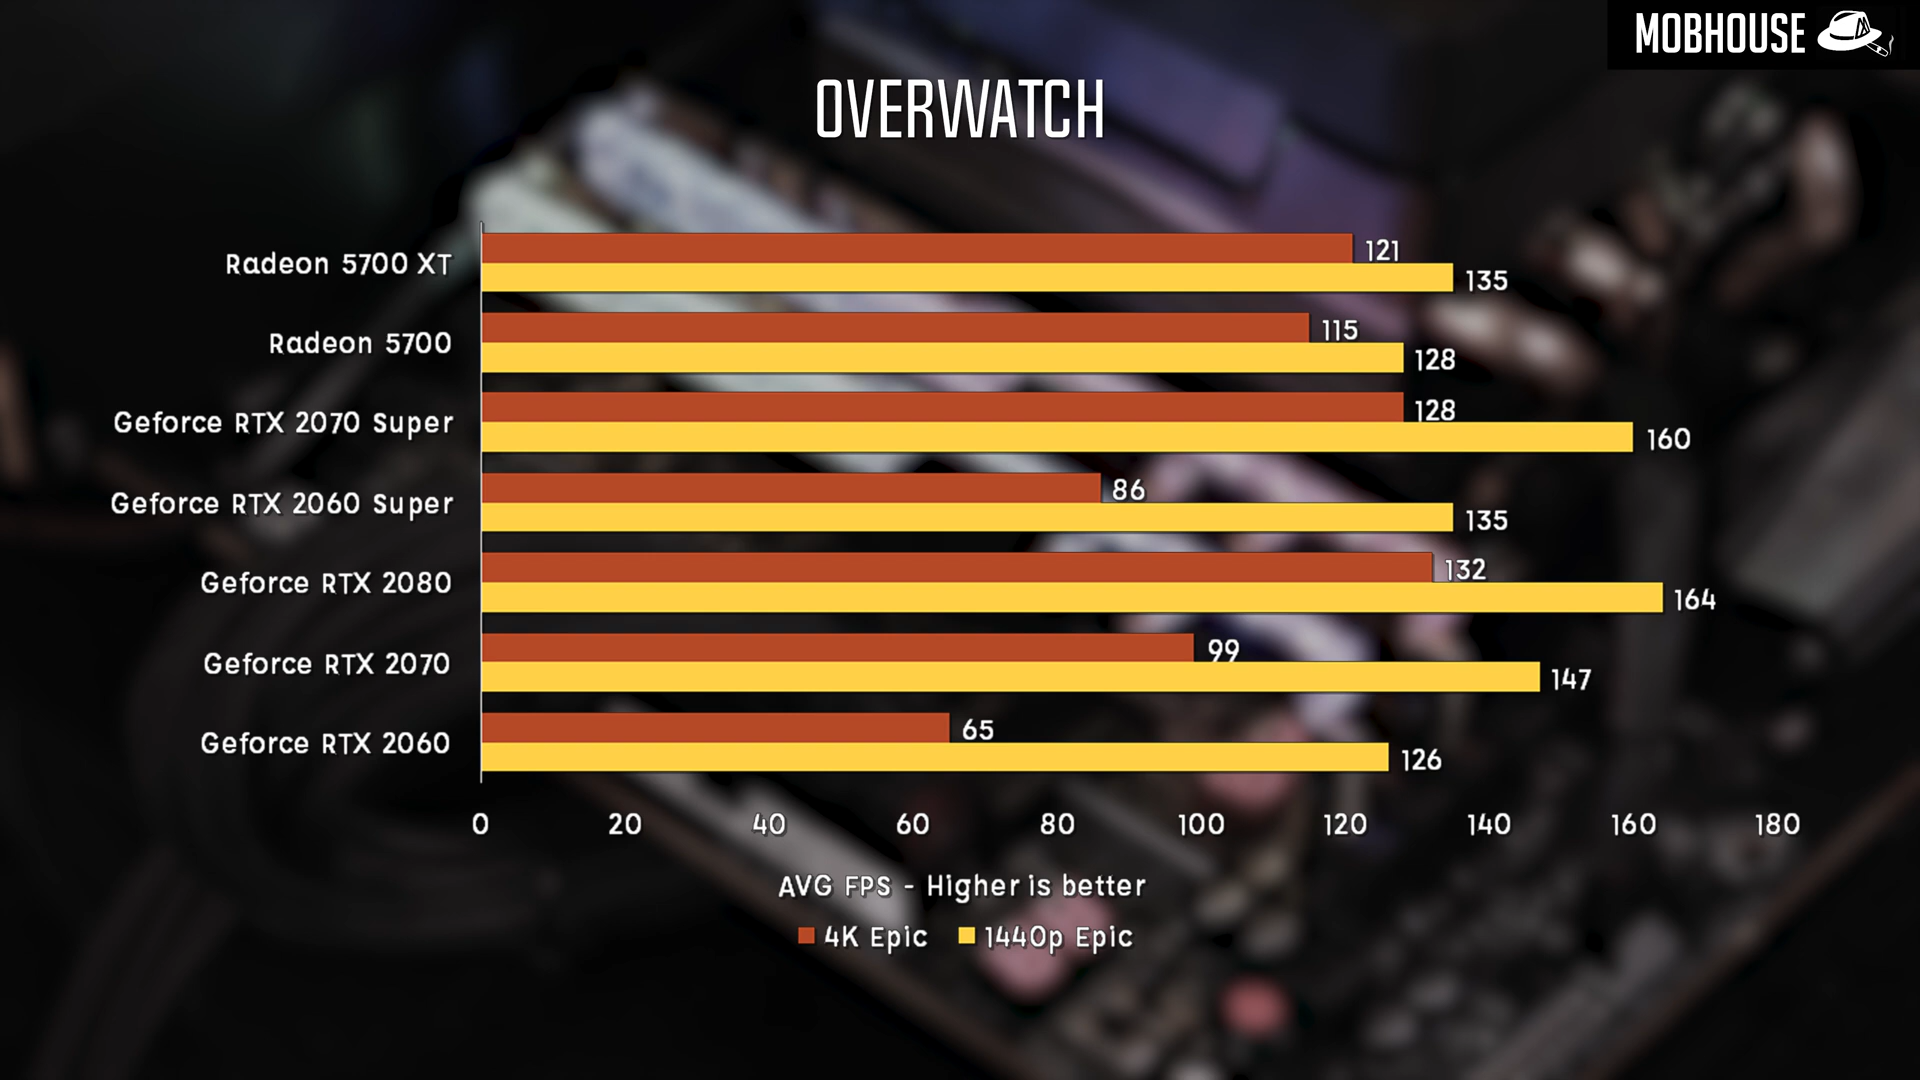 MOBHOUSE
OVERWATCH
Radeon 5700 XT
121
135
Radeon 5700
115
128
Geforce RTX 2070 Super
128
160
Geforce RTX 2060 Super
86
135
Geforce RTX 2080
132
164
Geforce RTX 2070
99
147
Geforce RTX 2060
65
126
0 20 40 60 80 100 120 140 160 180
AVG FPS - Higher is better
4K Epic 1440p Epic